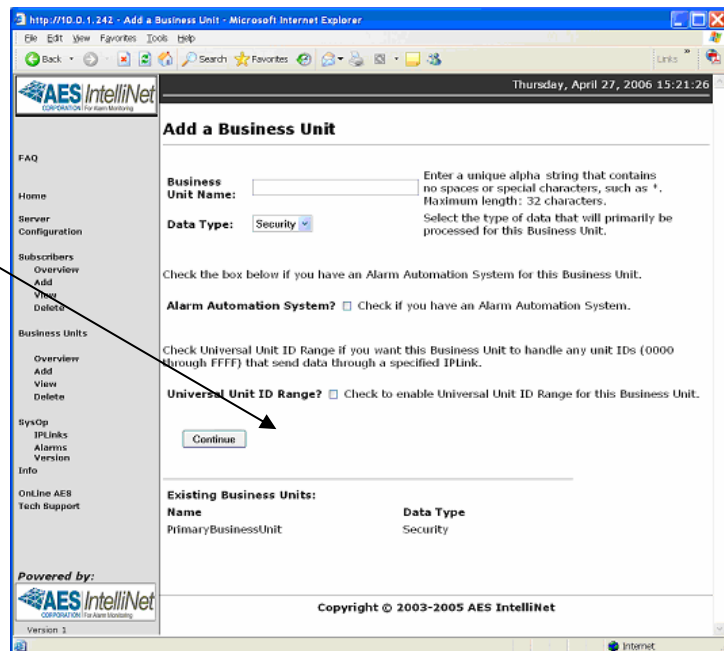 http://10.0.1.242 - Add a Business Unit - Microsoft Internet Explorer
File Edit View Favorites Tools Help
Back Search Favorites Links »
AES IntelliNet
CORPORATION For Alarm Monitoring
Thursday, April 27, 2006 15:21:26
Add a Business Unit
FAQ
Home
Server
Configuration
Subscribers
Overview
Add
View
Delete
Business Units
Overview
Add
View
Delete
SysOp
IPLinks
Alarms
Version
Info
OnLine AES
Tech Support
Powered by:
AES IntelliNet
CORPORATION For Alarm Monitoring
Version 1
Business
Unit Name:
Enter a unique alpha string that contains
no spaces or special characters, such as *.
Maximum length: 32 characters.
Data Type: Security
Select the type of data that will primarily be
processed for this Business Unit.
Check the box below if you have an Alarm Automation System for this Business Unit.
Alarm Automation System? Check if you have an Alarm Automation System.
Check Universal Unit ID Range if you want this Business Unit to handle any unit IDs (0000
through FFFF) that send data through a specified IPLink.
Universal Unit ID Range? Check to enable Universal Unit ID Range for this Business Unit.
Continue
Existing Business Units:
Name Data Type
PrimaryBusinessUnit Security
Copyright © 2003-2005 AES IntelliNet
Internet